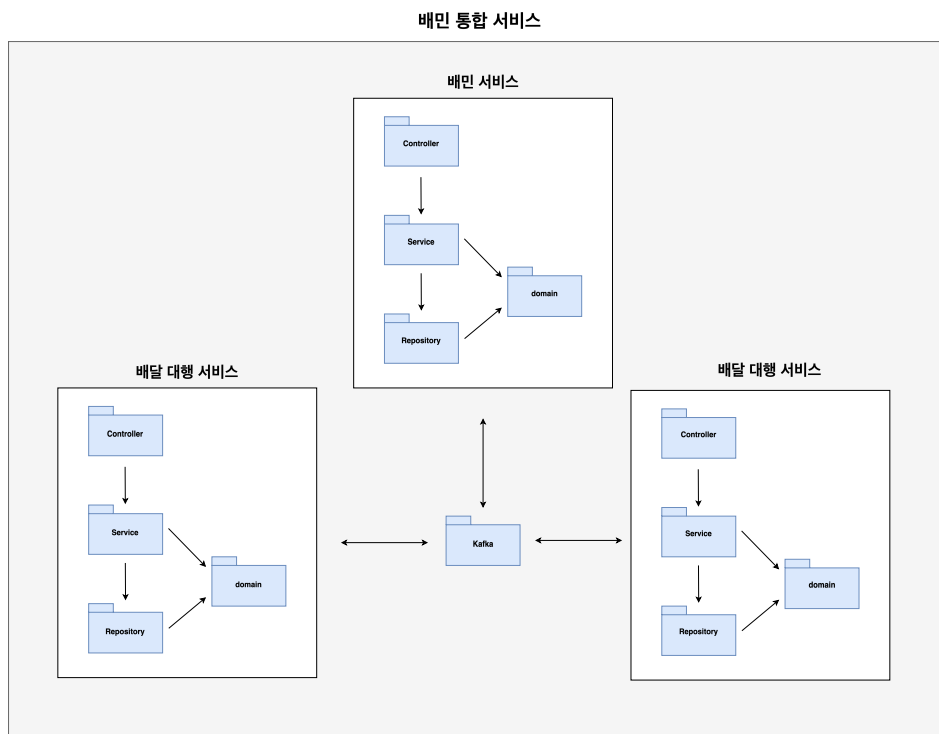 배민 통합 서비스
배민 서비스
Controller
Service
domain
Repository
배달 대행 서비스
Controller
Service
domain
Repository
Kafka
배달 대행 서비스
Controller
Service
domain
Repository